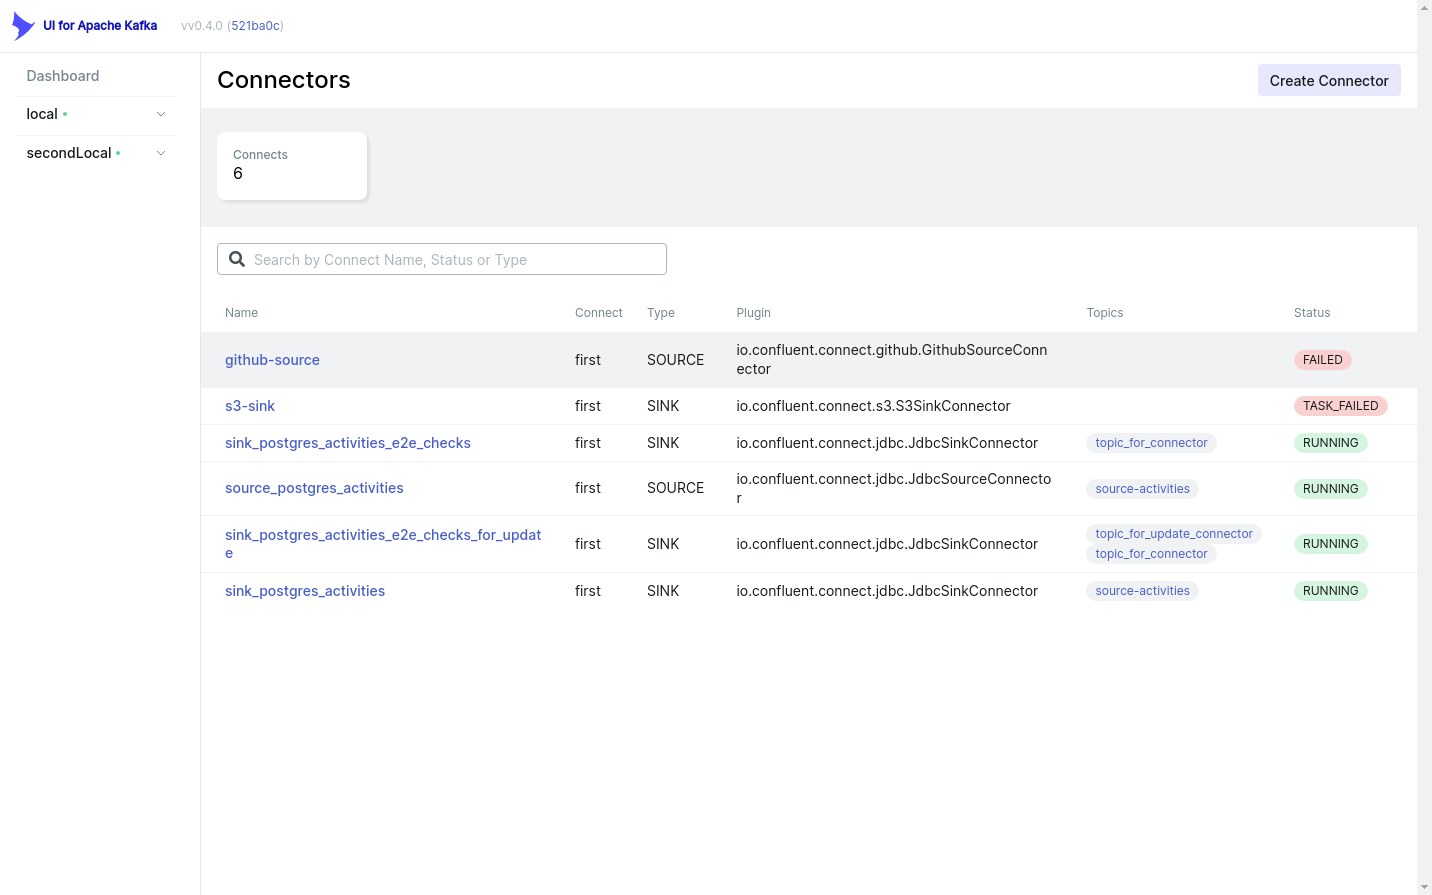 UI for Apache Kafka vv0.4.0 (521ba0c)
Dashboard
local
secondLocal
Connectors
Create Connector
Connects
6
Search by Connect Name, Status or Type
Name Connect Type Plugin Topics Status
github-source first SOURCE io.confluent.connect.github.GithubSourceConn
ector FAILED
s3-sink first SINK io.confluent.connect.s3.S3SinkConnector TASK_FAILED
sink_postgres_activities_e2e_checks first SINK io.confluent.connect.jdbc.JdbcSinkConnector topic_for_connector RUNNING
source_postgres_activities first SOURCE io.confluent.connect.jdbc.JdbcSourceConnecto
r source-activities RUNNING
sink_postgres_activities_e2e_checks_for_updat
e first SINK io.confluent.connect.jdbc.JdbcSinkConnector topic_for_update_connector
topic_for_connector RUNNING
sink_postgres_activities first SINK io.confluent.connect.jdbc.JdbcSinkConnector source-activities RUNNING